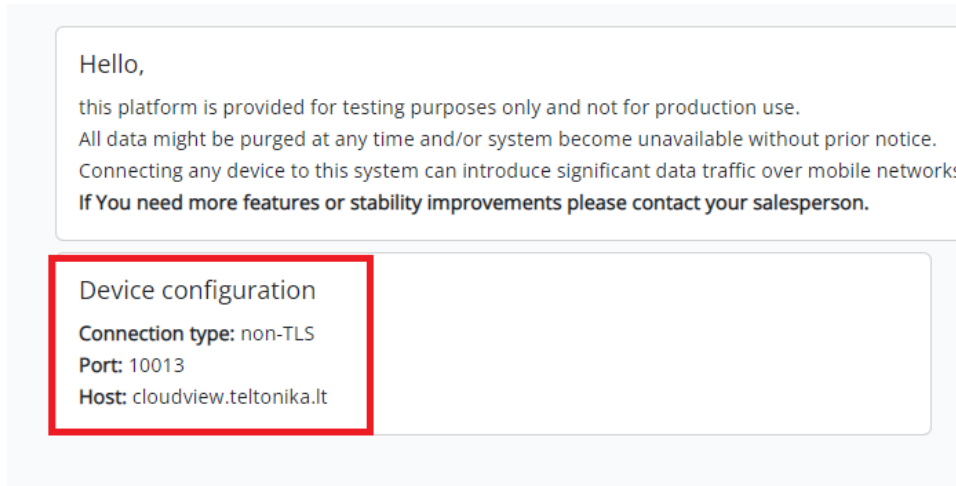 Hello,
this platform is provided for testing purposes only and not for production use.
All data might be purged at any time and/or system become unavailable without prior notice.
Connecting any device to this system can introduce significant data traffic over mobile networks
If You need more features or stability improvements please contact your salesperson.
Device configuration
Connection type: non-TLS
Port: 10013
Host: cloudview.teltonika.lt